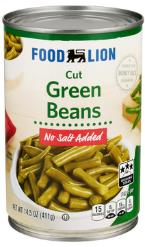 FOOD LION
Cut
Green
Beans
No Salt Added
NET WT 14.5 OZ (411g)